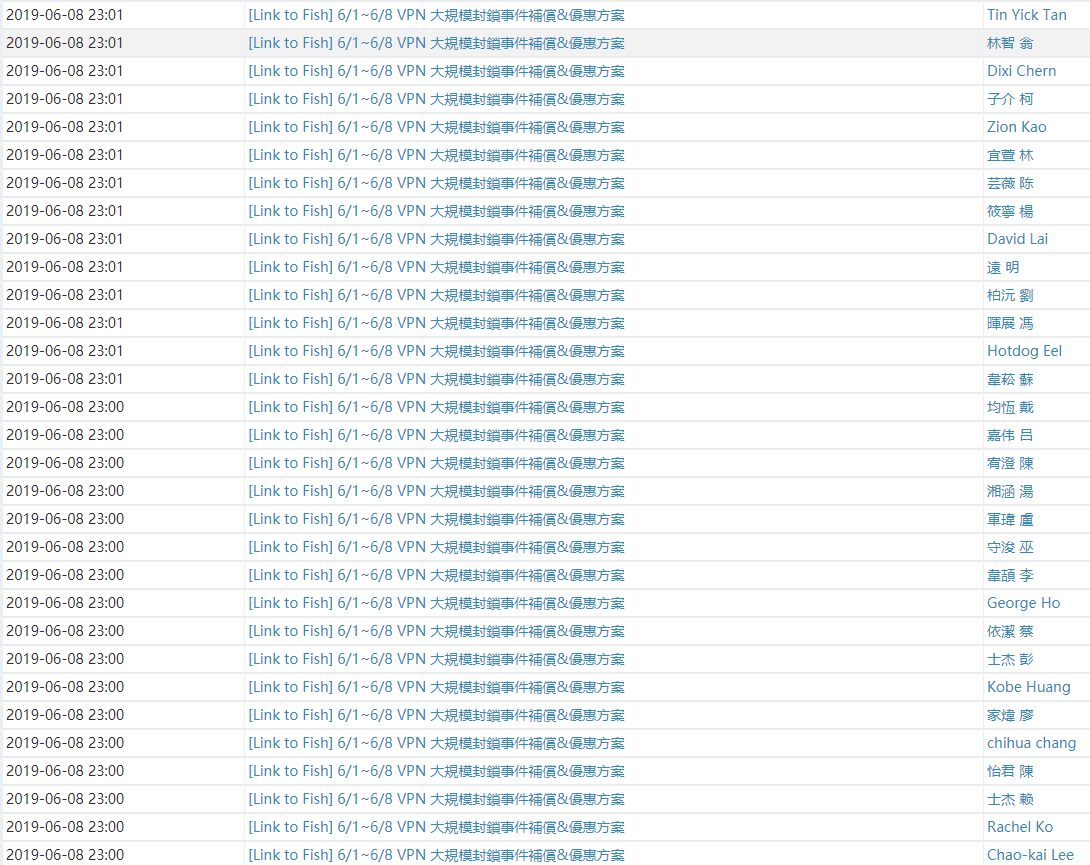 2019-06-08 23:01 [Link to Fish] 6/1~6/8 VPN 大規模封鎖事件補償&優惠方案 Tin Yick Tan
2019-06-08 23:01 [Link to Fish] 6/1~6/8 VPN 大規模封鎖事件補償&優惠方案 林智 翁
2019-06-08 23:01 [Link to Fish] 6/1~6/8 VPN 大規模封鎖事件補償&優惠方案 Dixi Chern
2019-06-08 23:01 [Link to Fish] 6/1~6/8 VPN 大規模封鎖事件補償&優惠方案 子介 柯
2019-06-08 23:01 [Link to Fish] 6/1~6/8 VPN 大規模封鎖事件補償&優惠方案 Zion Kao
2019-06-08 23:01 [Link to Fish] 6/1~6/8 VPN 大規模封鎖事件補償&優惠方案 宜萱 林
2019-06-08 23:01 [Link to Fish] 6/1~6/8 VPN 大規模封鎖事件補償&優惠方案 芸薇 陈
2019-06-08 23:01 [Link to Fish] 6/1~6/8 VPN 大規模封鎖事件補償&優惠方案 筱寧 楊
2019-06-08 23:01 [Link to Fish] 6/1~6/8 VPN 大規模封鎖事件補償&優惠方案 David Lai
2019-06-08 23:01 [Link to Fish] 6/1~6/8 VPN 大規模封鎖事件補償&優惠方案 遠 明
2019-06-08 23:01 [Link to Fish] 6/1~6/8 VPN 大規模封鎖事件補償&優惠方案 柏沅 劉
2019-06-08 23:01 [Link to Fish] 6/1~6/8 VPN 大規模封鎖事件補償&優惠方案 暉展 馮
2019-06-08 23:01 [Link to Fish] 6/1~6/8 VPN 大規模封鎖事件補償&優惠方案 Hotdog Eel
2019-06-08 23:01 [Link to Fish] 6/1~6/8 VPN 大規模封鎖事件補償&優惠方案 韋菘 蘇
2019-06-08 23:00 [Link to Fish] 6/1~6/8 VPN 大規模封鎖事件補償&優惠方案 均恆 戴
2019-06-08 23:00 [Link to Fish] 6/1~6/8 VPN 大規模封鎖事件補償&優惠方案 嘉伟 吕
2019-06-08 23:00 [Link to Fish] 6/1~6/8 VPN 大規模封鎖事件補償&優惠方案 宥澄 陳
2019-06-08 23:00 [Link to Fish] 6/1~6/8 VPN 大規模封鎖事件補償&優惠方案 湘涵 湯
2019-06-08 23:00 [Link to Fish] 6/1~6/8 VPN 大規模封鎖事件補償&優惠方案 軍瑋 盧
2019-06-08 23:00 [Link to Fish] 6/1~6/8 VPN 大規模封鎖事件補償&優惠方案 守浚 巫
2019-06-08 23:00 [Link to Fish] 6/1~6/8 VPN 大規模封鎖事件補償&優惠方案 韋頡 李
2019-06-08 23:00 [Link to Fish] 6/1~6/8 VPN 大規模封鎖事件補償&優惠方案 George Ho
2019-06-08 23:00 [Link to Fish] 6/1~6/8 VPN 大規模封鎖事件補償&優惠方案 依潔 蔡
2019-06-08 23:00 [Link to Fish] 6/1~6/8 VPN 大規模封鎖事件補償&優惠方案 士杰 彭
2019-06-08 23:00 [Link to Fish] 6/1~6/8 VPN 大規模封鎖事件補償&優惠方案 Kobe Huang
2019-06-08 23:00 [Link to Fish] 6/1~6/8 VPN 大規模封鎖事件補償&優惠方案 家煒 廖
2019-06-08 23:00 [Link to Fish] 6/1~6/8 VPN 大規模封鎖事件補償&優惠方案 chihua chang
2019-06-08 23:00 [Link to Fish] 6/1~6/8 VPN 大規模封鎖事件補償&優惠方案 怡君 陳
2019-06-08 23:00 [Link to Fish] 6/1~6/8 VPN 大規模封鎖事件補償&優惠方案 士杰 赖
2019-06-08 23:00 [Link to Fish] 6/1~6/8 VPN 大規模封鎖事件補償&優惠方案 Rachel Ko
2019-06-08 23:00 [Link to Fish] 6/1~6/8 VPN 大規模封鎖事件補償&優惠方案 Chao-kai Lee